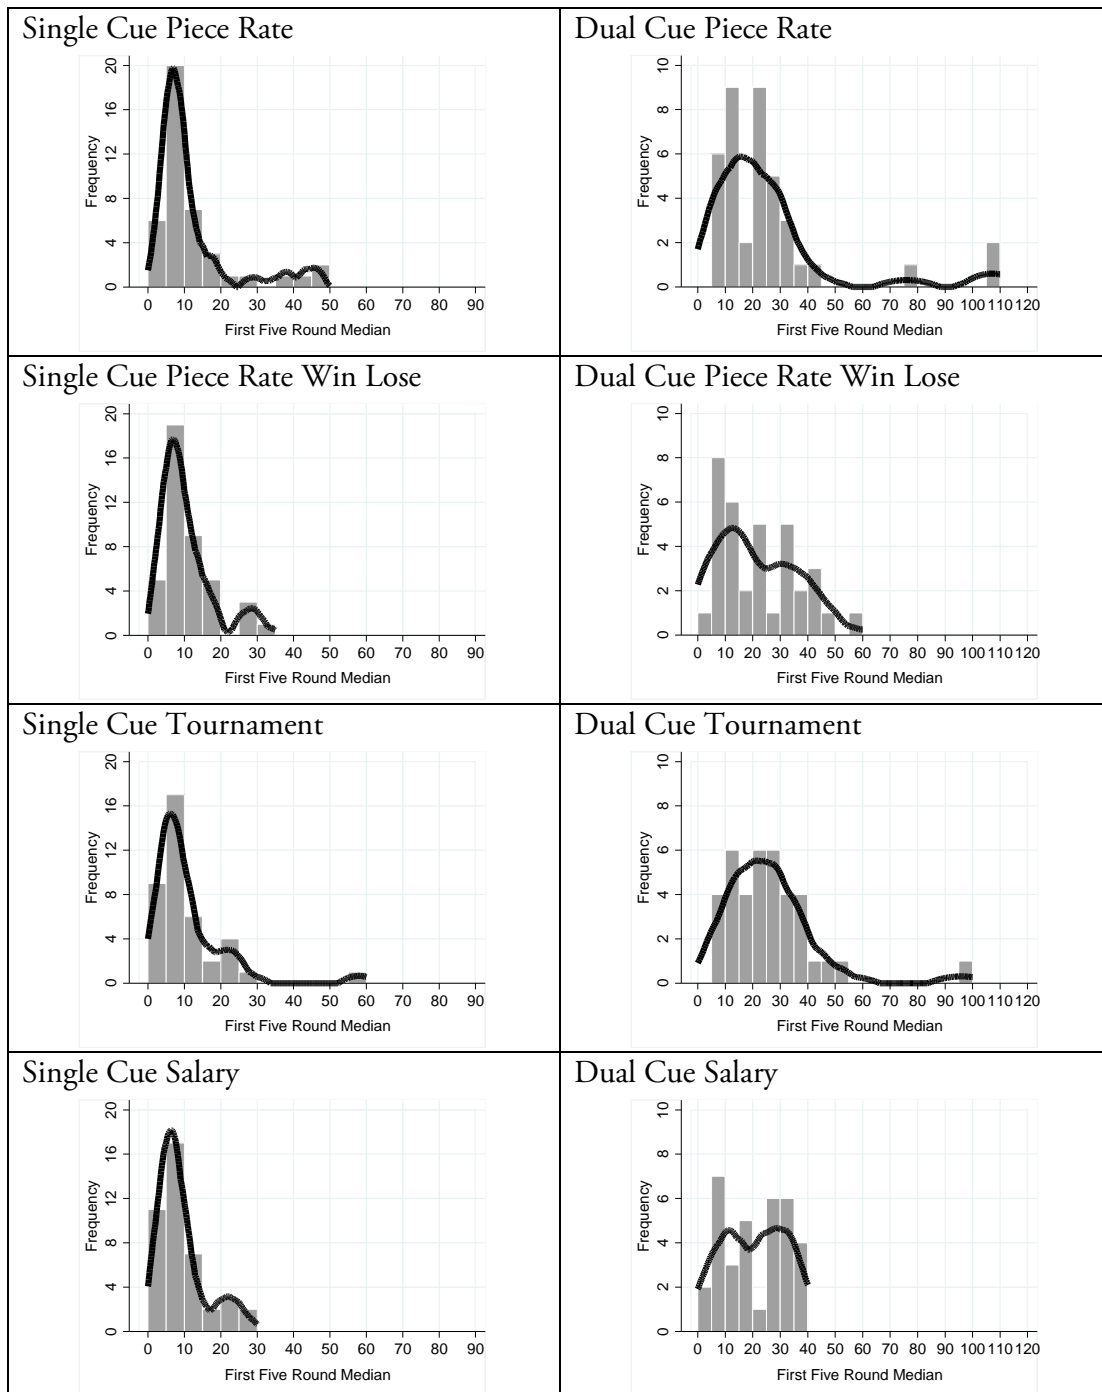 Single Cue Piece Rate
Frequency
0 4 8 12 16 20
0 10 20 30 40 50 60 70 80 90
First Five Round Median
Dual Cue Piece Rate
Frequency
0 2 4 6 8 10
0 10 20 30 40 50 60 70 80 90 100 110 120
First Five Round Median
Single Cue Piece Rate Win Lose
Frequency
0 4 8 12 16 20
0 10 20 30 40 50 60 70 80 90
First Five Round Median
Dual Cue Piece Rate Win Lose
Frequency
0 2 4 6 8 10
0 10 20 30 40 50 60 70 80 90 100 110 120
First Five Round Median
Single Cue Tournament
Frequency
0 4 8 12 16 20
0 10 20 30 40 50 60 70 80 90
First Five Round Median
Dual Cue Tournament
Frequency
0 2 4 6 8 10
0 10 20 30 40 50 60 70 80 90 100 110 120
First Five Round Median
Single Cue Salary
Frequency
0 4 8 12 16 20
0 10 20 30 40 50 60 70 80 90
First Five Round Median
Dual Cue Salary
Frequency
0 2 4 6 8 10
0 10 20 30 40 50 60 70 80 90 100 110 120
First Five Round Median